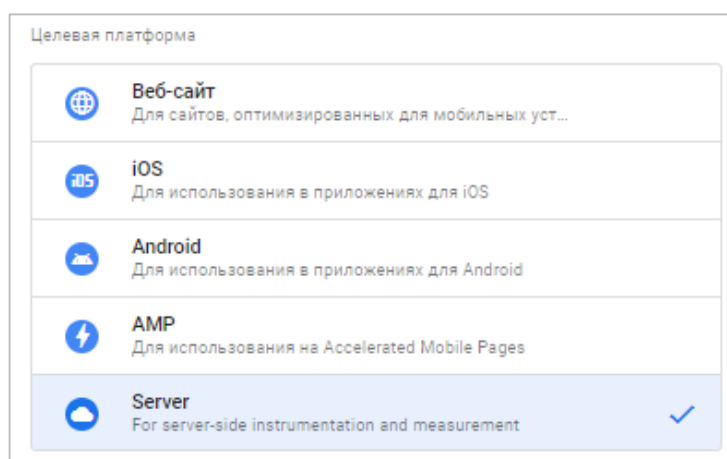 Целевая платформа
Веб-сайт
Для сайтов, оптимизированных для мобильных уст...
iOS
iOS
Для использования в приложениях для iOS
Android
Для использования в приложениях для Android
AMP
Для использования на Accelerated Mobile Pages
Server
For server-side instrumentation and measurement